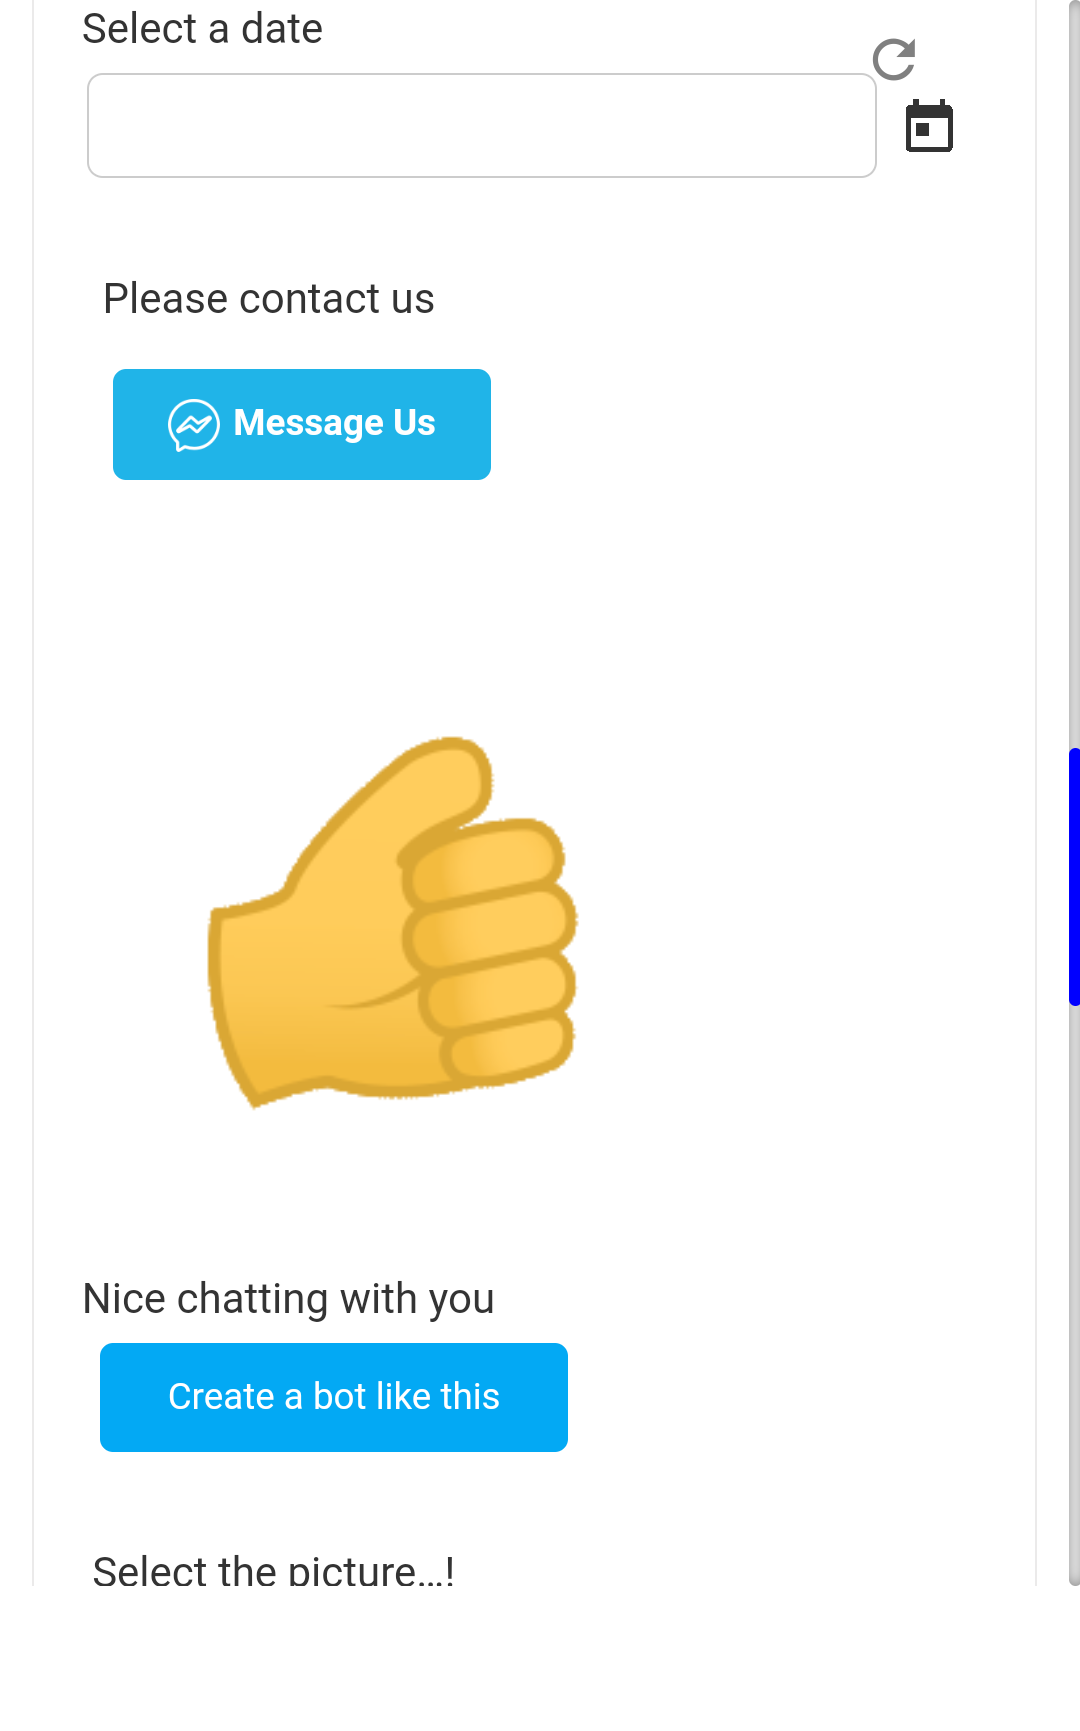 Select a date
Please contact us
Message Us
Nice chatting with you
Create a bot like this
Select the picture...!